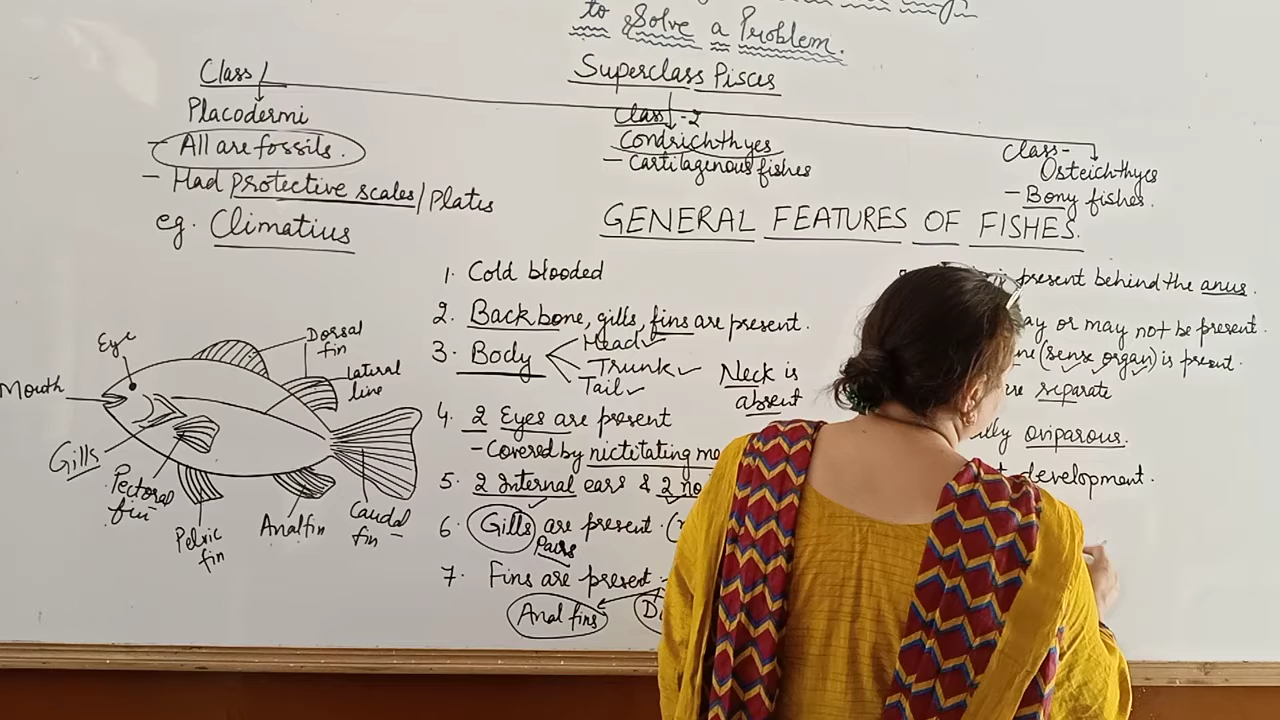 to Solve a Problem.
Superclass Pisces
Class 1
Placodermi
- All are fossils.
- Had protective scales/Plates
eg. Climatius
Class - 2
Condrichthyes
- Cartilagenous fishes
Class -
Osteichthyes
- Bony fishes.
GENERAL FEATURES OF FISHES.
Eye
Mouth
Gills
Pectoral
fin
Pelvic
fin
Anal fin
Caudal
fin
Dorsal
fin
Lateral
line
1. Cold blooded
2. Backbone, gills, fins are present.
3. Body
Head
Trunk
Tail
Neck is
absent
4. 2 Eyes are present
- Covered by nictitating me
5. 2 Internal ears & 2 no
6. Gills are present.
Pairs
7. Fins are present -
Anal fins
present behind the anus.
ay or may not be present.
ne (sense organ) is present.
re separate
lly oviparous.
development.